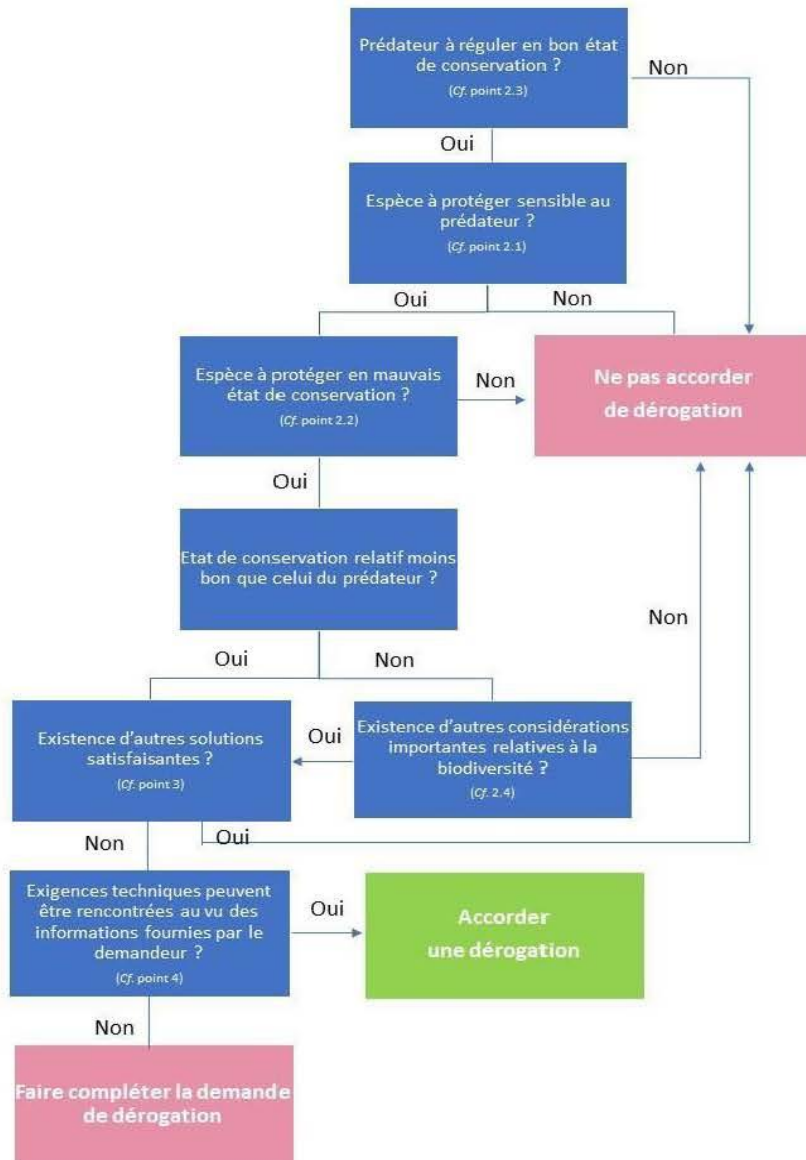 Prédateur à réguler en bon état
de conservation ?
(Cf. point 2.3)
Non
Oui
Espèce à protéger sensible au
prédateur ?
(Cf. point 2.1)
Oui
Non
Espèce à protéger en mauvais
état de conservation ?
(Cf. point 2.2)
Non
Ne pas accorder
de dérogation
Oui
Etat de conservation relatif moins
bon que celui du prédateur ?
Non
Oui
Non
Existence d'autres solutions
satisfaisantes ?
(Cf. point 3)
Oui
Existence d'autres considérations
importantes relatives à la
biodiversité ?
(Cf. 2.4)
Non
Oui
Exigences techniques peuvent
être rencontrées au vu des
informations fournies par le
demandeur ?
(Cf. point 4)
Oui
Accorder
une dérogation
Non
Faire compléter la demande
de dérogation